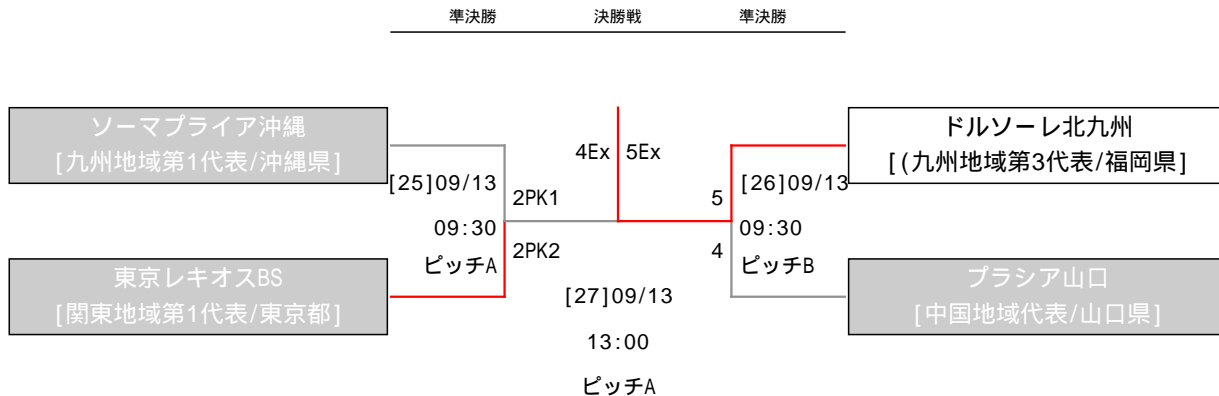 準決勝 決勝戦 準決勝
ソーマプライア沖縄
[九州地域第1代表/沖縄県]
ドルソーレ北九州
[(九州地域第3代表/福岡県]
4Ex 5Ex
[25]09/13
2PK1
5
[26]09/13
09:30
09:30
2PK2
4
ピッチA
ピッチB
東京レキオスBS
[関東地域第1代表/東京都]
ブラシア山口
[中国地域代表/山口県]
[27]09/13
13:00
ピッチA